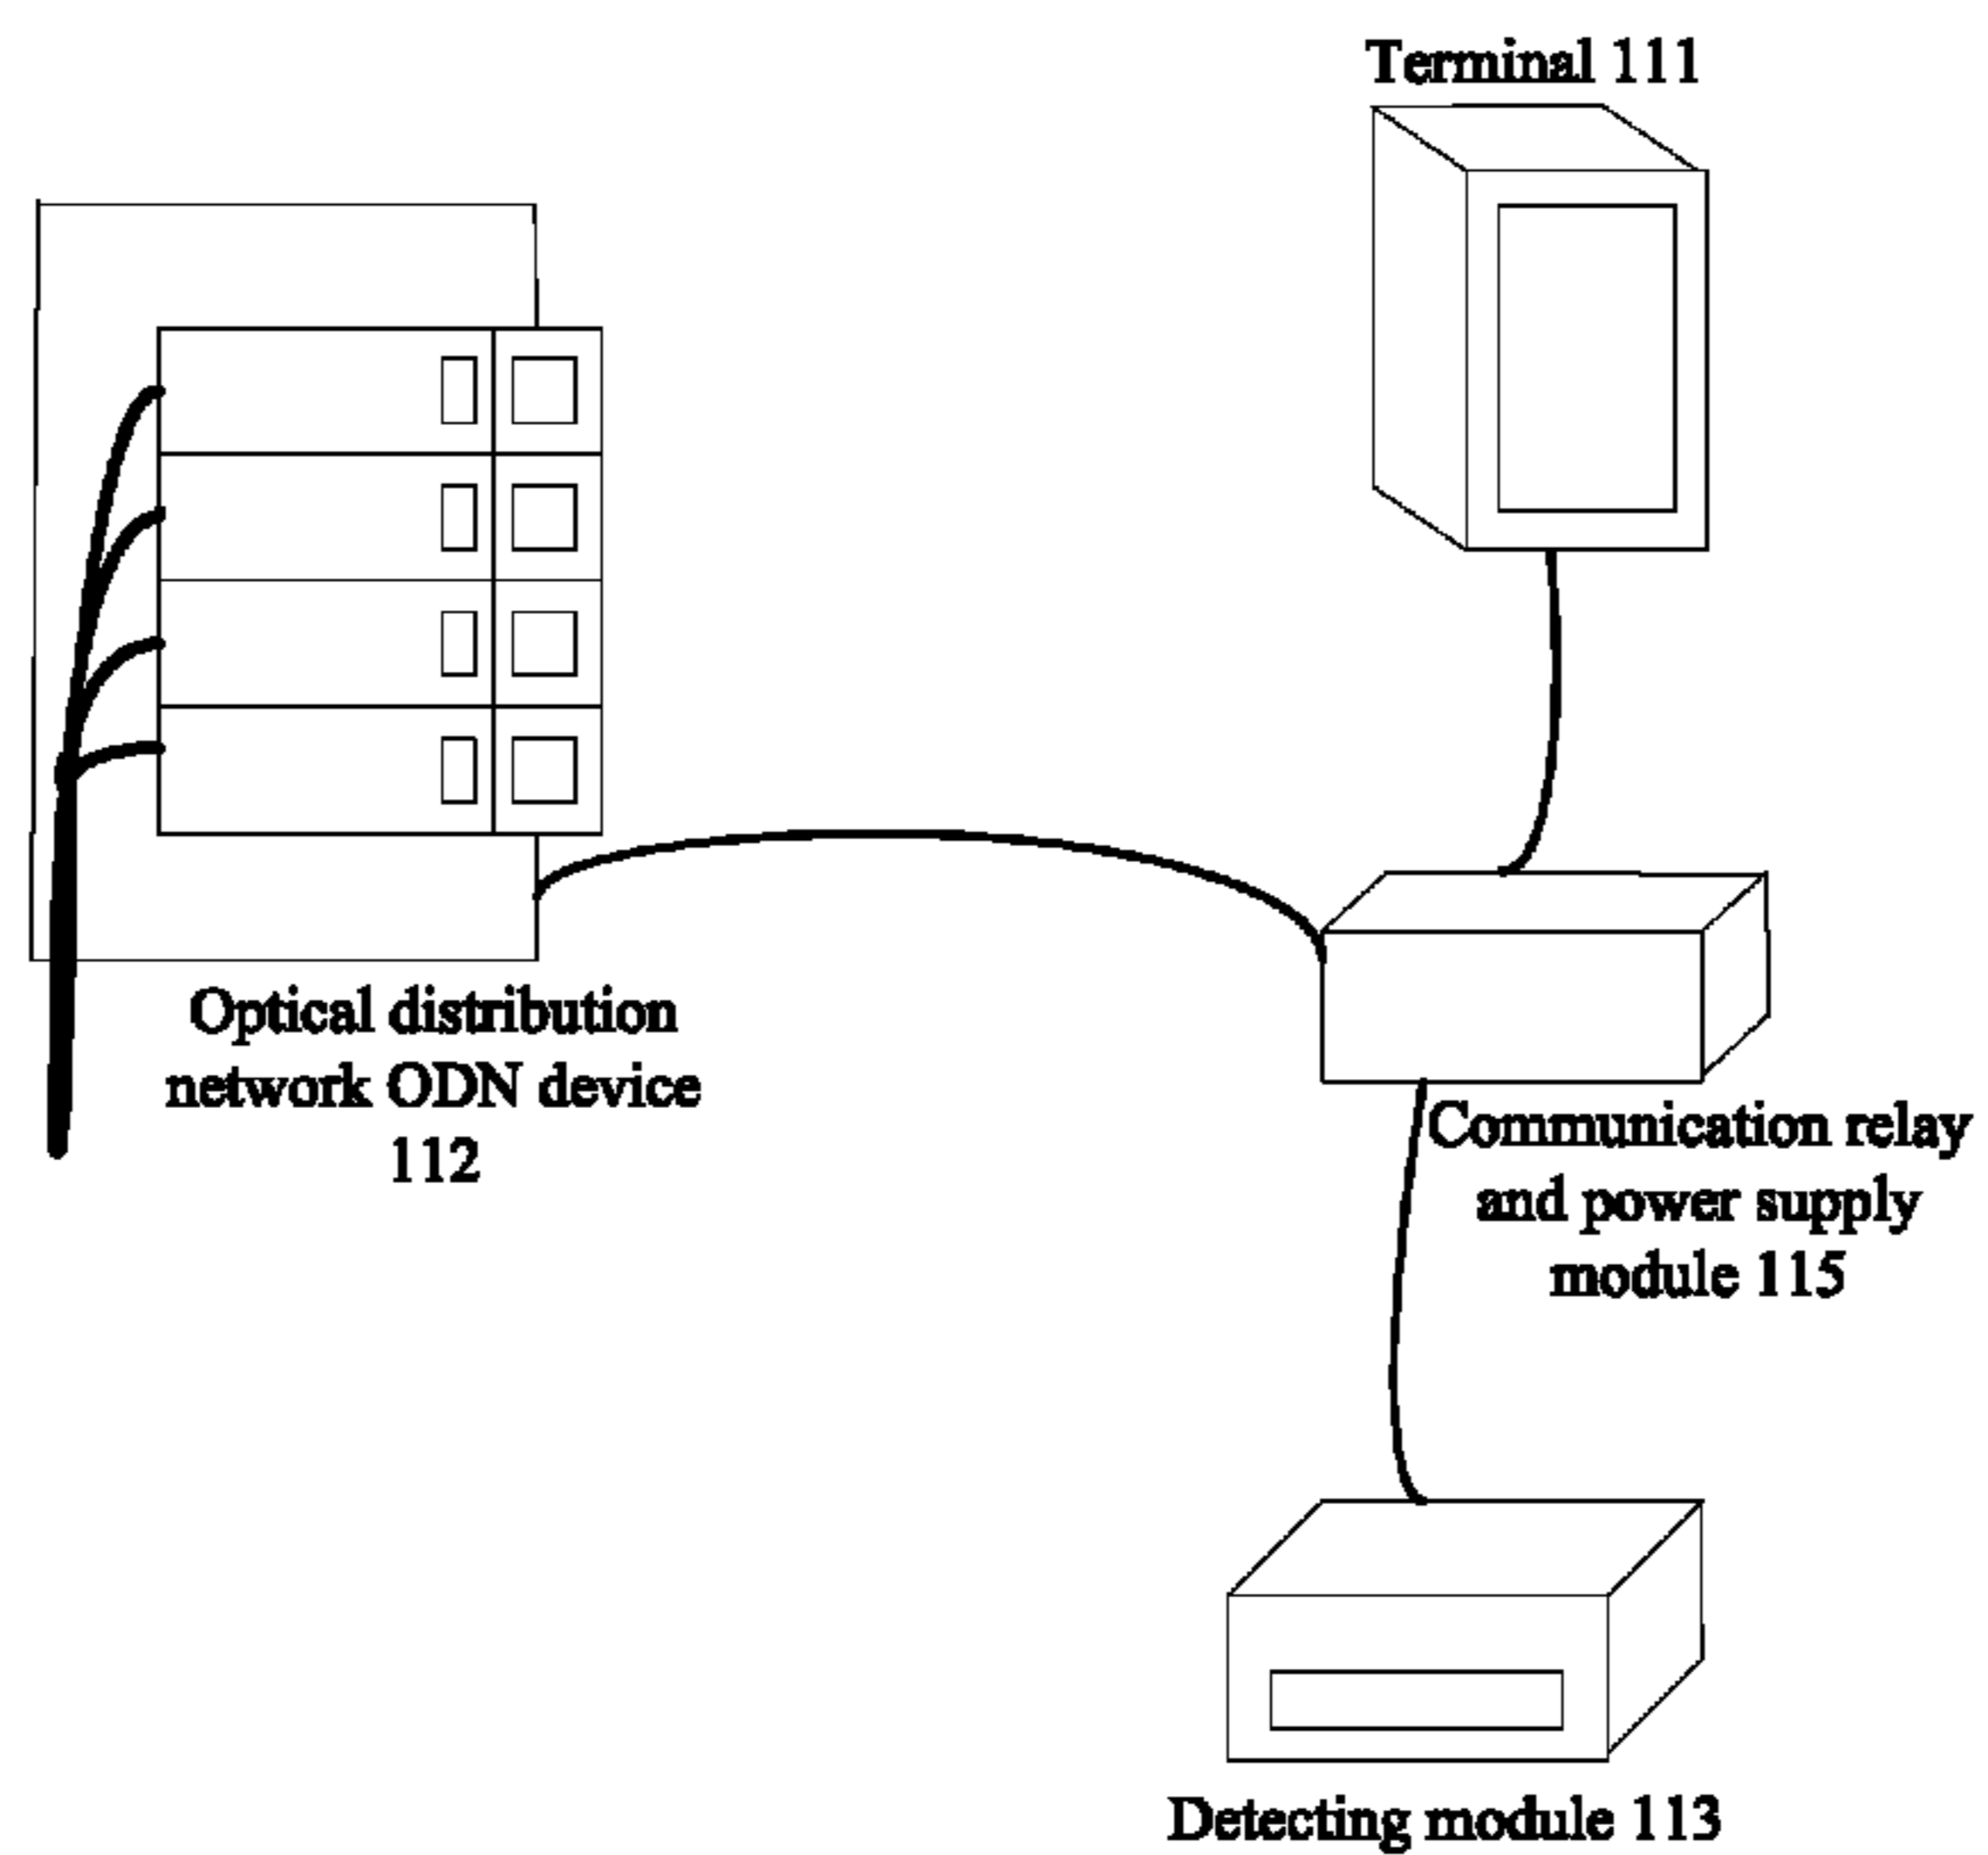 Terminal 111
Optical distribution
network ODN device
112
Communication relay
and power supply
module 115
Detecting module 113